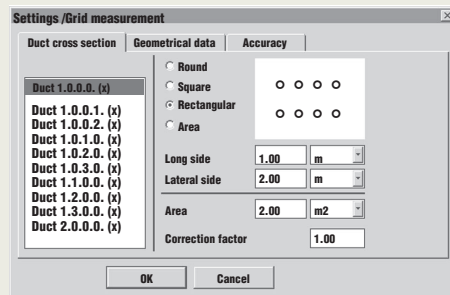 Settings /Grid measurement
Duct cross section
Geometrical data
Accuracy
Duct 1.0.0.0. (x)
Duct 1.0.0.1. (x)
Duct 1.0.0.2. (x)
Duct 1.0.1.0. (x)
Duct 1.0.2.0. (x)
Duct 1.0.3.0. (x)
Duct 1.1.0.0. (x)
Duct 1.2.0.0. (x)
Duct 1.3.0.0. (x)
Duct 2.0.0.0. (x)
Round
Square
Rectangular
Area
Long side 1.00 m
Lateral side 2.00 m
Area 2.00 m2
Correction factor 1.00
OK
Cancel